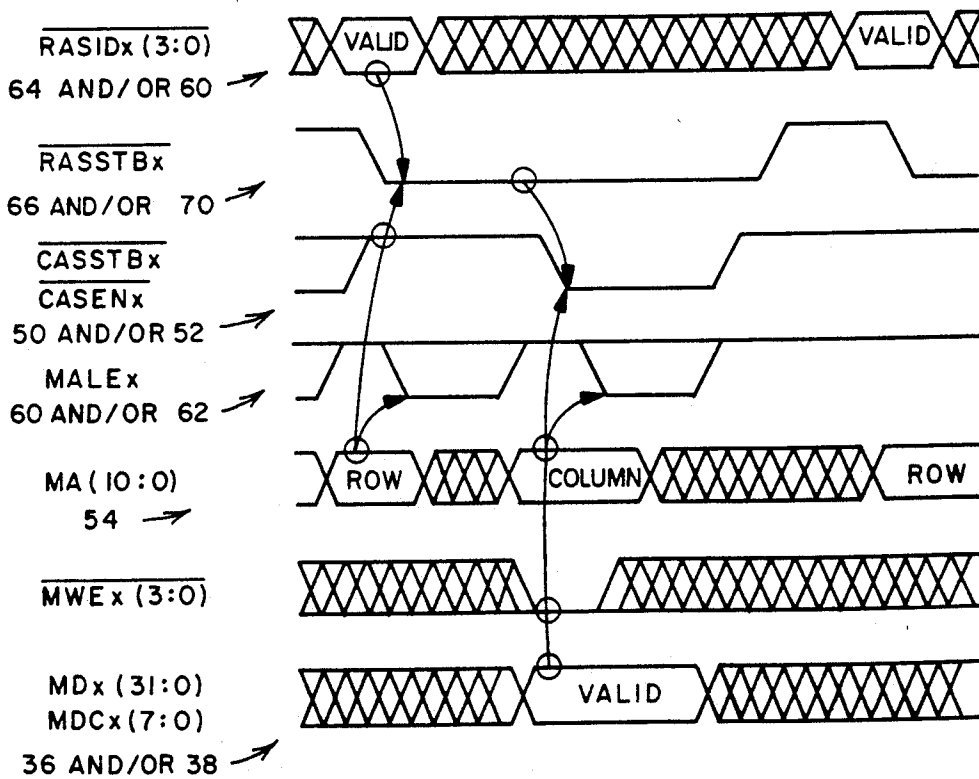 RASIDx (3:0)
64 AND/OR 60
VALID
VALID
RASSTBx
66 AND/OR 70
CASSTBx
CASENx
50 AND/OR 52
MALEx
60 AND/OR 62
MA (10:0)
54
ROW
COLUMN
ROW
MWEx (3:0)
MDx (31:0)
MDCx (7:0)
36 AND/OR 38
VALID